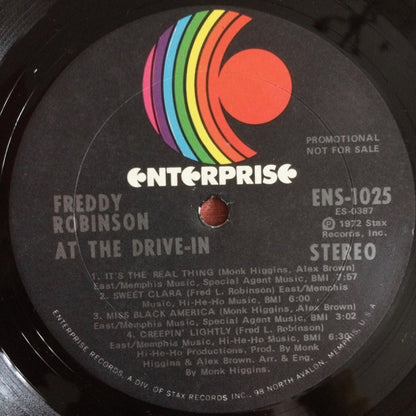 ENTERPRISE
PROMOTIONAL
NOT FOR SALE
FREDDY
ROBINSON
AT THE DRIVE-IN
ENS-1025
ES-0387
℗ 1972 Stax
Records, Inc.
STEREO
1. IT'S THE REAL THING (Monk Higgins, Alex Brown)
East/Memphis Music, Special Agent Music, BMI 7:57
2. SWEET CLARA (Fred L. Robinson) East/Memphis
Music, Hi-He-Ho Music, BMI 6:00
3. MISS BLACK AMERICA (Monk Higgins, Alex Brown)
East/Memphis Music, Special Agent Music, BMI 3:02
4. CREEPIN' LIGHTLY (Fred L. Robinson)
East/Memphis Music, Hi-He-Ho Music, BMI 6:30
Hi-He-Ho Productions, Prod. By Monk
Higgins & Alex Brown. Arr. & Eng.
By Monk Higgins.
ENTERPRISE RECORDS, A DIV. OF STAX RECORDS INC., 98 NORTH AVALON, MEMPHIS, U.S.A.